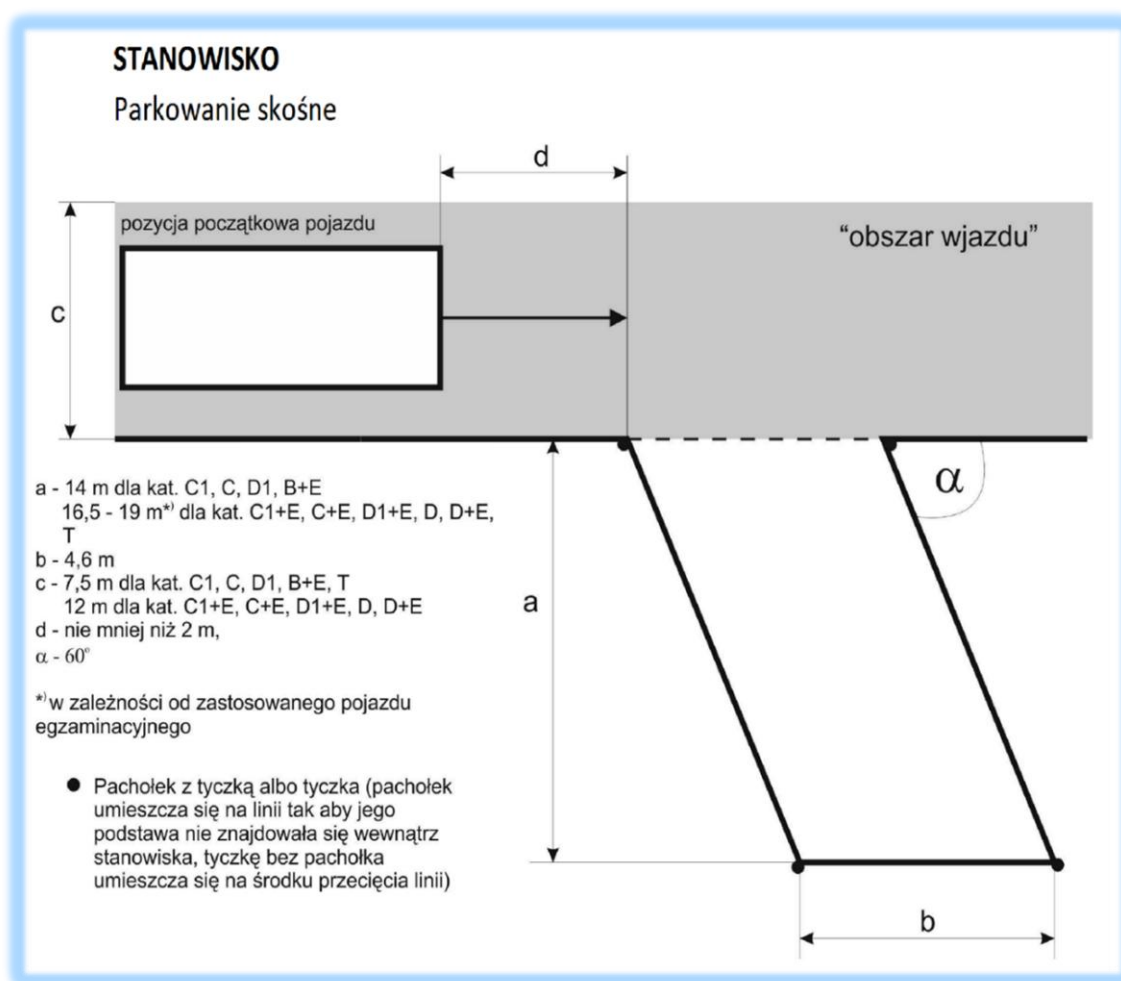 STANOWISKO
Parkowanie skośne
d
pozycja początkowa pojazdu
“obszar wjazdu”
c
α
a - 14 m dla kat. C1, C, D1, B+E
16,5 - 19 m*) dla kat. C1+E, C+E, D1+E, D, D+E,
T
b - 4,6 m
c - 7,5 m dla kat. C1, C, D1, B+E, T
12 m dla kat. C1+E, C+E, D1+E, D, D+E
d - nie mniej niż 2 m,
α - 60°
a
*) w zależności od zastosowanego pojazdu
egzaminacyjnego
Pachołek z tyczką albo tyczka (pachołek
umieszcza się na linii tak aby jego
podstawa nie znajdowała się wewnątrz
stanowiska, tyczkę bez pachołka
umieszcza się na środku przecięcia linii)
b